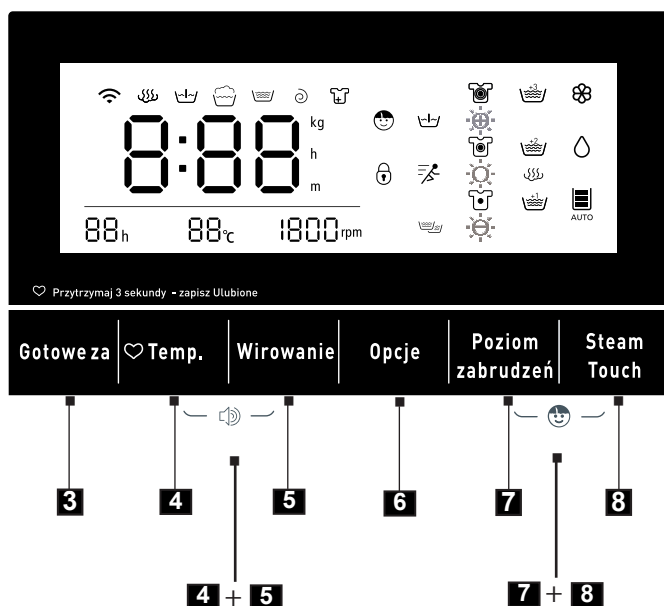 8:88 kg
h
m
88h 88°C 1800rpm
+3
+2
+1
AUTO
Przytrzymaj 3 sekundy - zapisz Ulubione
Gotowe za
Temp.
Wirowanie
Opcje
Poziom
zabrudzeń
Steam
Touch
3
4
5
6
7
8
4 + 5
7 + 8